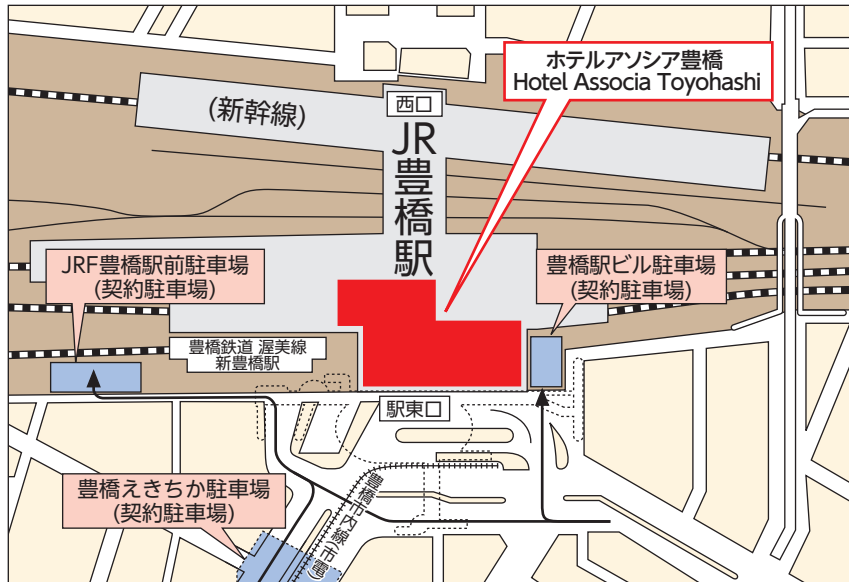 ホテルアソシア豊橋
Hotel Associa Toyohashi
(新幹線)
西口
JR豊橋駅
JRF豊橋駅前駐車場
(契約駐車場)
豊橋駅ビル駐車場
(契約駐車場)
豊橋鉄道 渥美線
新豊橋駅
駅東口
豊橋えきちか駐車場
(契約駐車場)
豊橋市内線(市電)